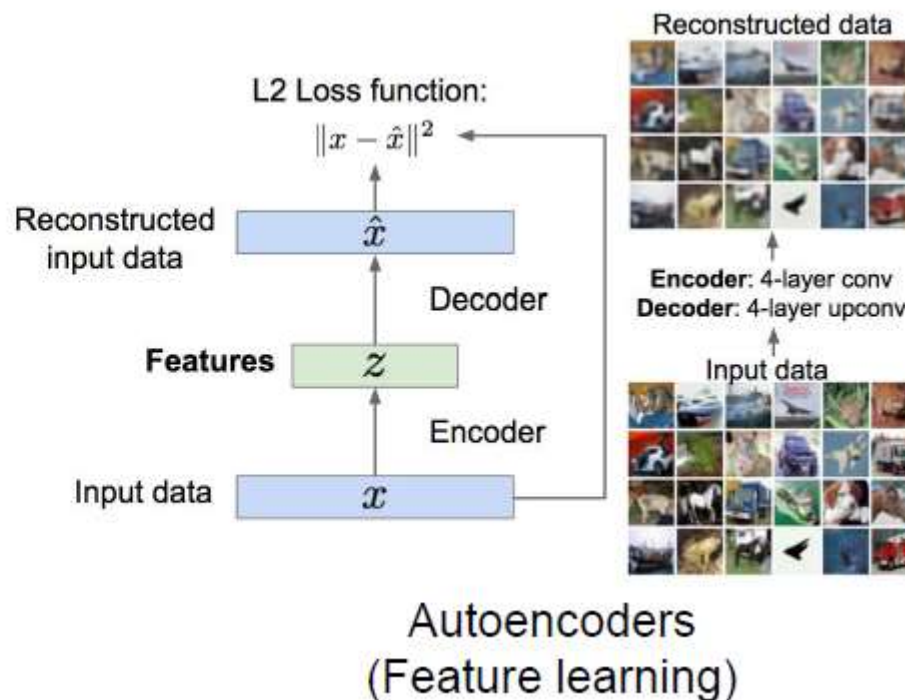 Reconstructed data
L2 Loss function:
‖x − x̂‖²
Reconstructed
input data
x̂
Decoder
Encoder: 4-layer conv
Decoder: 4-layer upconv
Features
z
Input data
Encoder
Input data
x
Autoencoders
(Feature learning)